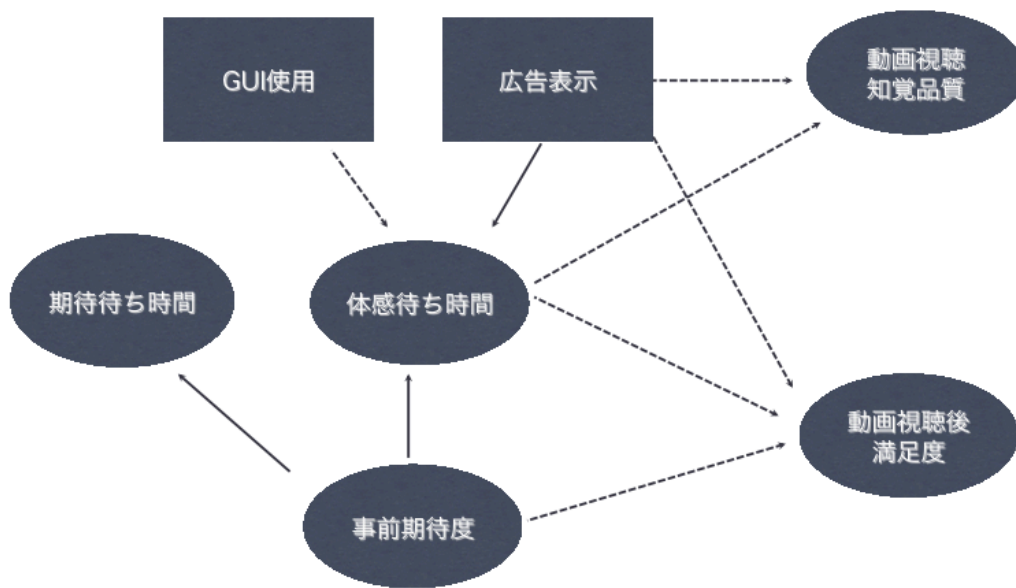 GUI使用
広告表示
動画視聴
知覚品質
期待待ち時間
体感待ち時間
動画視聴後
満足度
事前期待度